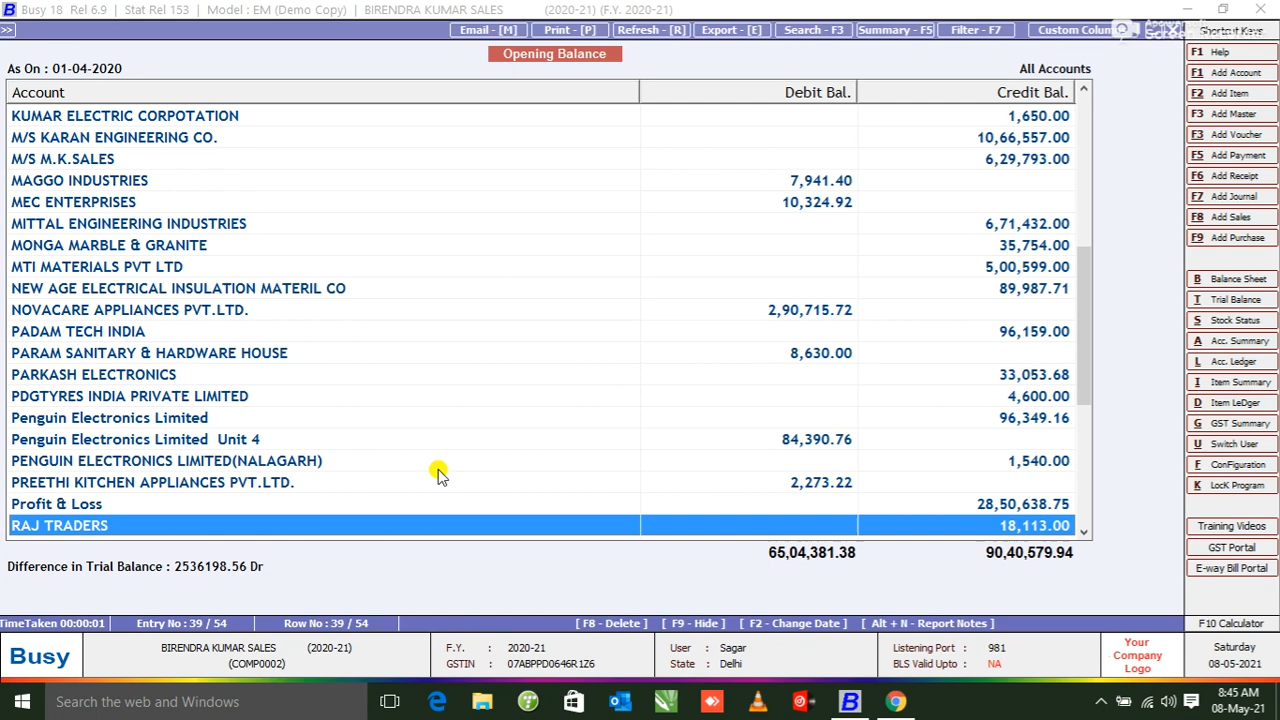 Busy 18 Rel 6.9 | Stat Rel 153 | Model : EM (Demo Copy) | BIRENDRA KUMAR SALES (2020-21) (F.Y. 2020-21)
>> Email - [M] Print - [P] Refresh - [R] Export - [E] Search - F3 Summary - F5 Filter - F7 Custom Colum Shortcut Keys
Opening Balance
As On : 01-04-2020 All Accounts
Account Debit Bal. Credit Bal.
KUMAR ELECTRIC CORPOTATION 1,650.00
M/S KARAN ENGINEERING CO. 10,66,557.00
M/S M.K.SALES 6,29,793.00
MAGGO INDUSTRIES 7,941.40
MEC ENTERPRISES 10,324.92
MITTAL ENGINEERING INDUSTRIES 6,71,432.00
MONGA MARBLE & GRANITE 35,754.00
MTI MATERIALS PVT LTD 5,00,599.00
NEW AGE ELECTRICAL INSULATION MATERIL CO 89,987.71
NOVACARE APPLIANCES PVT.LTD. 2,90,715.72
PADAM TECH INDIA 96,159.00
PARAM SANITARY & HARDWARE HOUSE 8,630.00
PARKASH ELECTRONICS 33,053.68
PDGTYRES INDIA PRIVATE LIMITED 4,600.00
Penguin Electronics Limited 96,349.16
Penguin Electronics Limited Unit 4 84,390.76
PENGUIN ELECTRONICS LIMITED(NALAGARH) 1,540.00
PREETHI KITCHEN APPLIANCES PVT.LTD. 2,273.22
Profit & Loss 28,50,638.75
RAJ TRADERS 18,113.00
65,04,381.38 90,40,579.94
Difference in Trial Balance : 2536198.56 Dr
F1 Help
F1 Add Account
F2 Add Item
F3 Add Master
F3 Add Voucher
F5 Add Payment
F6 Add Receipt
F7 Add Journal
F8 Add Sales
F9 Add Purchase
B Balance Sheet
T Trial Balance
S Stock Status
A Acc. Summary
L Acc. Ledger
I Item Summary
D Item LeDger
G GST Summary
U Switch User
F ConFiguration
K LocK Program
Training Videos
GST Portal
E-way Bill Portal
TimeTaken 00:00:01 Entry No : 39 / 54 Row No : 39 / 54 [ F8 - Delete ] [ F9 - Hide ] [ F2 - Change Date ] [ Alt + N - Report Notes ] F10 Calculator
Busy BIRENDRA KUMAR SALES (2020-21) F.Y. : 2020-21 User : Sagar Listening Port : 981 Your Company Logo Saturday
(COMP0002) GSTIN : 07ABPPD0646R1Z6 State : Delhi BLS Valid Upto : NA 08-05-2021
Search the web and Windows 8:45 AM
08-May-21